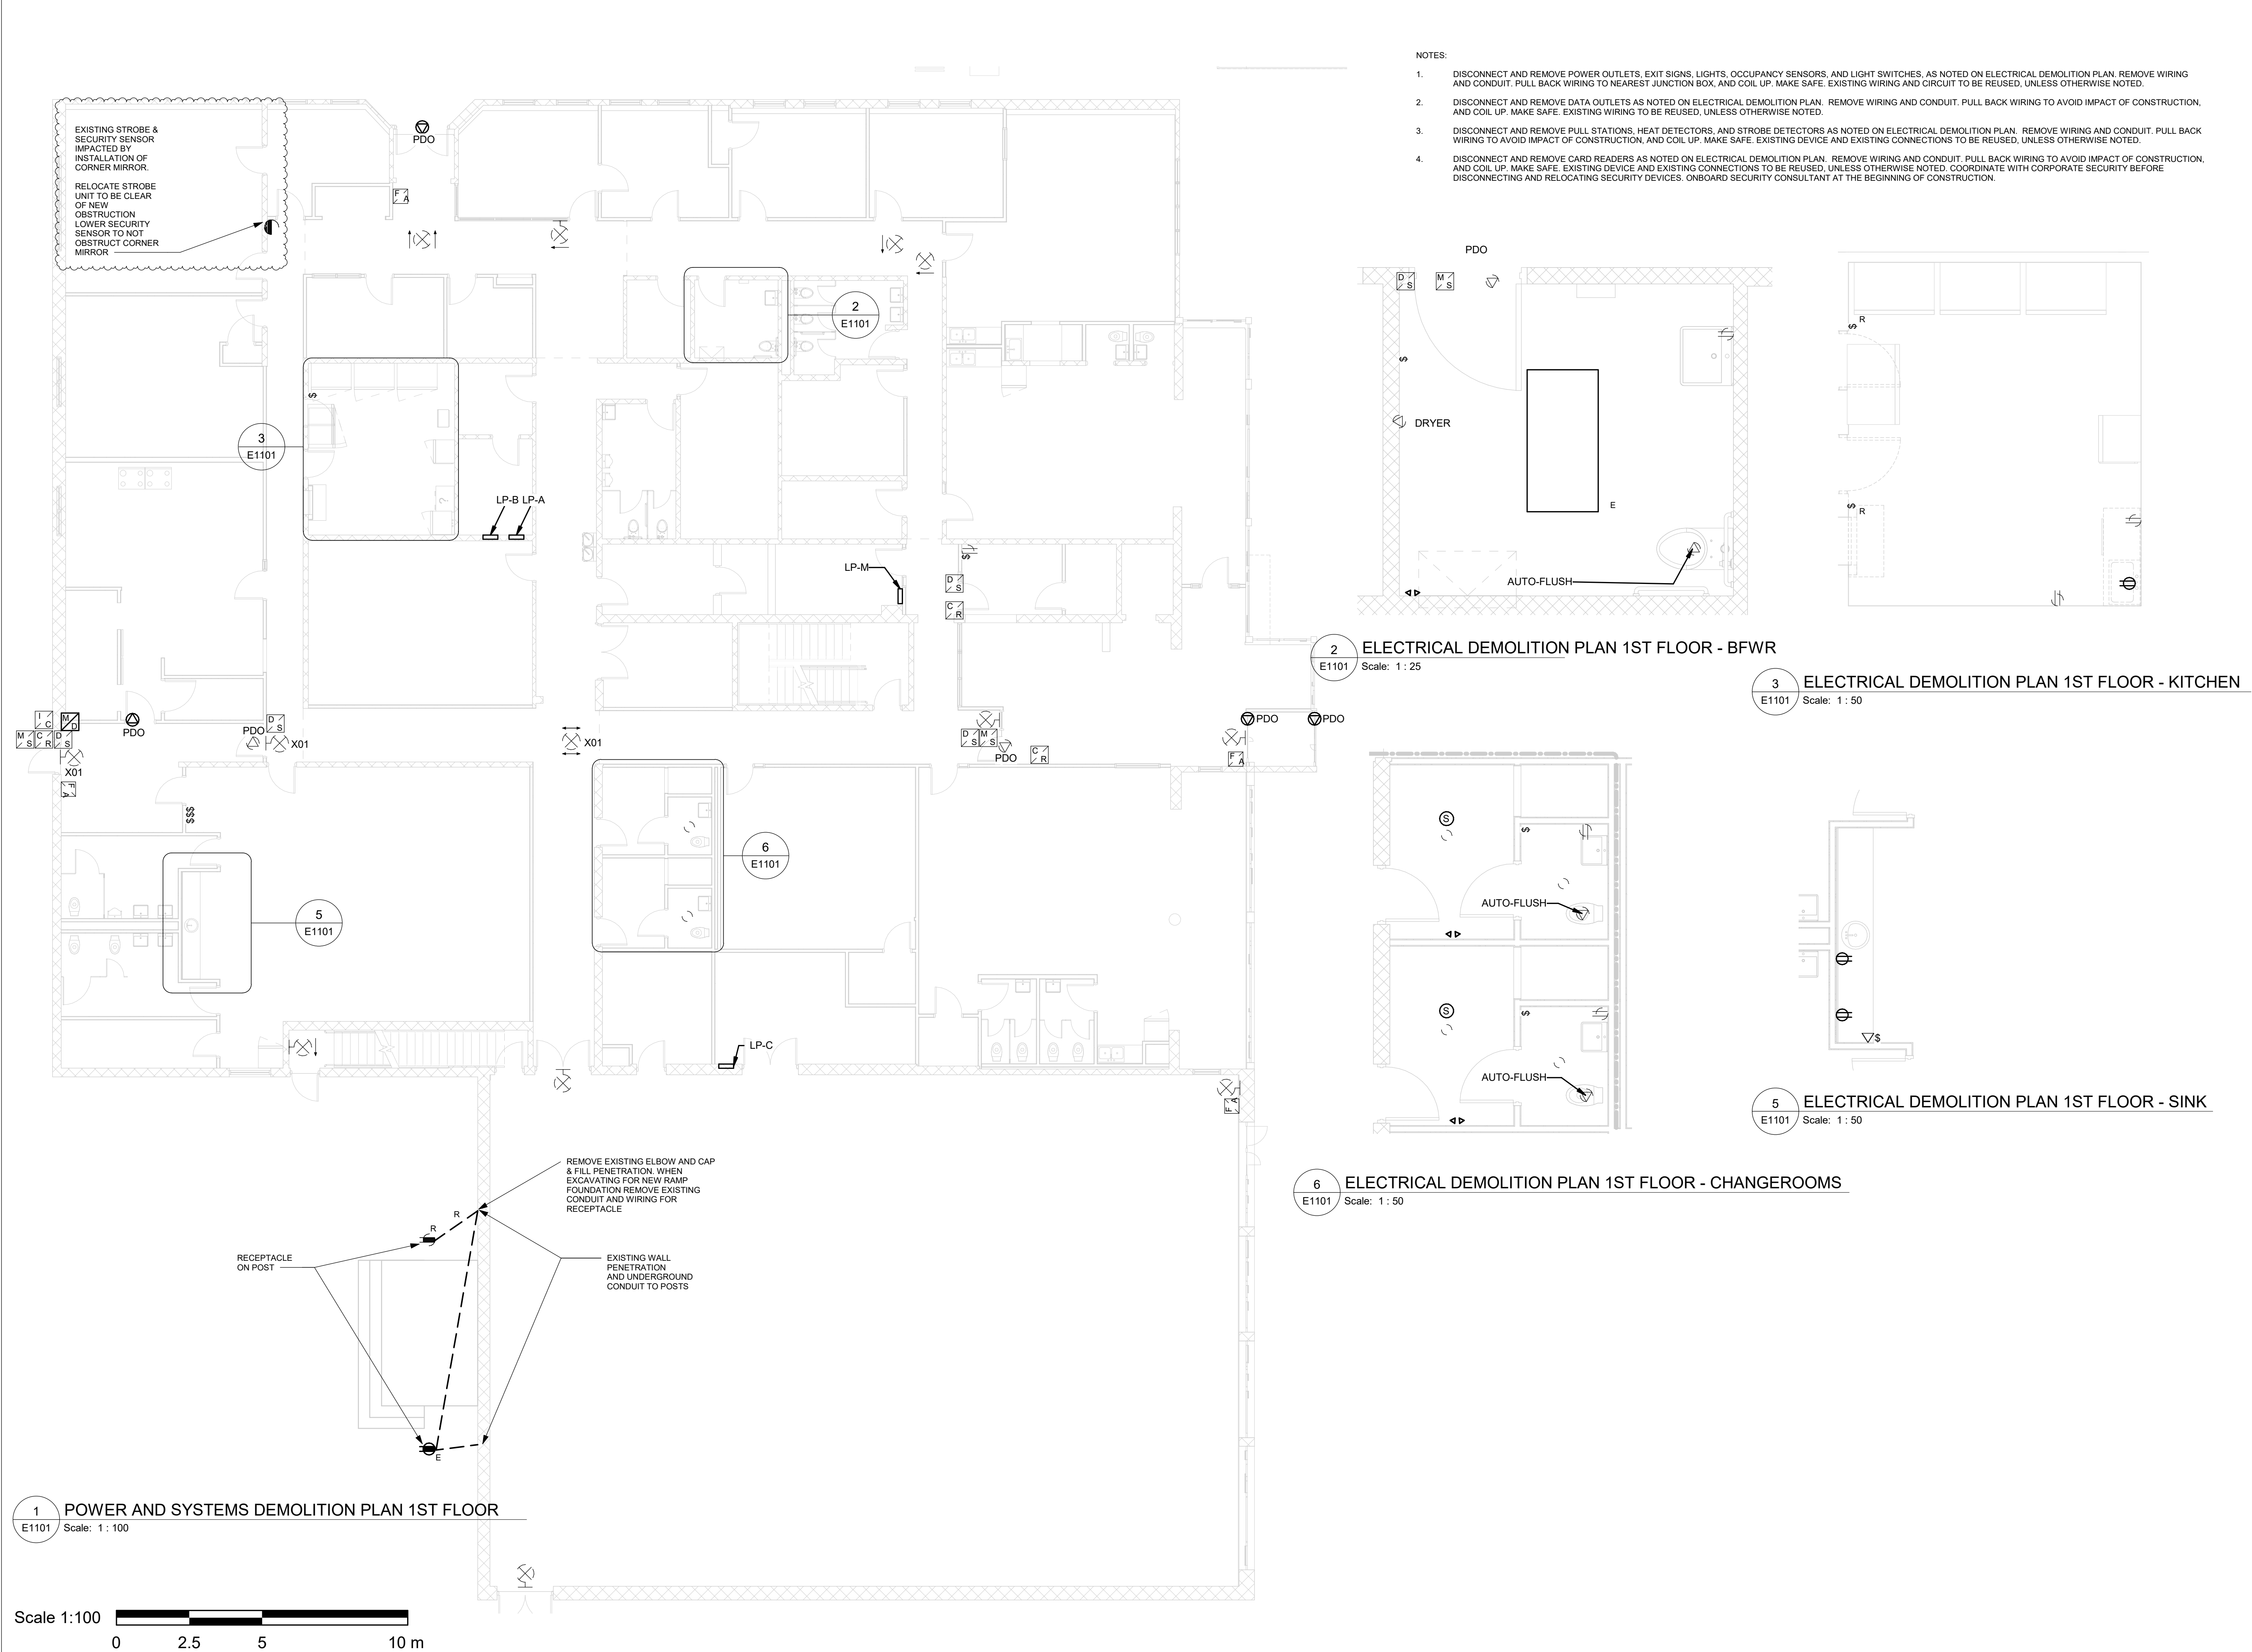 NOTES:
1. DISCONNECT AND REMOVE POWER OUTLETS, EXIT SIGNS, LIGHTS, OCCUPANCY SENSORS, AND LIGHT SWITCHES, AS NOTED ON ELECTRICAL DEMOLITION PLAN. REMOVE WIRING
AND CONDUIT. PULL BACK WIRING TO NEAREST JUNCTION BOX, AND COIL UP. MAKE SAFE. EXISTING WIRING AND CIRCUIT TO BE REUSED, UNLESS OTHERWISE NOTED.
2. DISCONNECT AND REMOVE DATA OUTLETS AS NOTED ON ELECTRICAL DEMOLITION PLAN. REMOVE WIRING AND CONDUIT. PULL BACK WIRING TO AVOID IMPACT OF CONSTRUCTION,
AND COIL UP. MAKE SAFE. EXISTING WIRING TO BE REUSED, UNLESS OTHERWISE NOTED.
3. DISCONNECT AND REMOVE PULL STATIONS, HEAT DETECTORS, AND STROBE DETECTORS AS NOTED ON ELECTRICAL DEMOLITION PLAN. REMOVE WIRING AND CONDUIT. PULL BACK
WIRING TO AVOID IMPACT OF CONSTRUCTION, AND COIL UP. MAKE SAFE. EXISTING DEVICE AND EXISTING CONNECTIONS TO BE REUSED, UNLESS OTHERWISE NOTED.
4. DISCONNECT AND REMOVE CARD READERS AS NOTED ON ELECTRICAL DEMOLITION PLAN. REMOVE WIRING AND CONDUIT. PULL BACK WIRING TO AVOID IMPACT OF CONSTRUCTION,
AND COIL UP. MAKE SAFE. EXISTING DEVICE AND EXISTING CONNECTIONS TO BE REUSED, UNLESS OTHERWISE NOTED. COORDINATE WITH CORPORATE SECURITY BEFORE
DISCONNECTING AND RELOCATING SECURITY DEVICES. ONBOARD SECURITY CONSULTANT AT THE BEGINNING OF CONSTRUCTION.
EXISTING STROBE &
SECURITY SENSOR
IMPACTED BY
INSTALLATION OF
CORNER MIRROR.
RELOCATE STROBE
UNIT TO BE CLEAR
OF NEW
OBSTRUCTION
LOWER SECURITY
SENSOR TO NOT
OBSTRUCT CORNER
MIRROR
PDO
F A
2
E1101
3
E1101
$
LP-B LP-A
LP-M
$
D S
C R
I C
M D
M S
C R
D S
X01
F A
PDO
D S
PDO
X01
X01
D S
M S
PDO
C R
PDO
PDO
F A
$$$
5
E1101
6
E1101
LP-C
F A
REMOVE EXISTING ELBOW AND CAP
& FILL PENETRATION. WHEN
EXCAVATING FOR NEW RAMP
FOUNDATION REMOVE EXISTING
CONDUIT AND WIRING FOR
RECEPTACLE
R
R
RECEPTACLE
ON POST
EXISTING WALL
PENETRATION
AND UNDERGROUND
CONDUIT TO POSTS
E
1
E1101
POWER AND SYSTEMS DEMOLITION PLAN 1ST FLOOR
Scale: 1 : 100
Scale 1:100
0 2.5 5 10 m
PDO
D S
M S
$
DRYER
E
AUTO-FLUSH
2
E1101
ELECTRICAL DEMOLITION PLAN 1ST FLOOR - BFWR
Scale: 1 : 25
$ R
$ R
3
E1101
ELECTRICAL DEMOLITION PLAN 1ST FLOOR - KITCHEN
Scale: 1 : 50
S
$
AUTO-FLUSH
S
$
AUTO-FLUSH
6
E1101
ELECTRICAL DEMOLITION PLAN 1ST FLOOR - CHANGEROOMS
Scale: 1 : 50
$
5
E1101
ELECTRICAL DEMOLITION PLAN 1ST FLOOR - SINK
Scale: 1 : 50